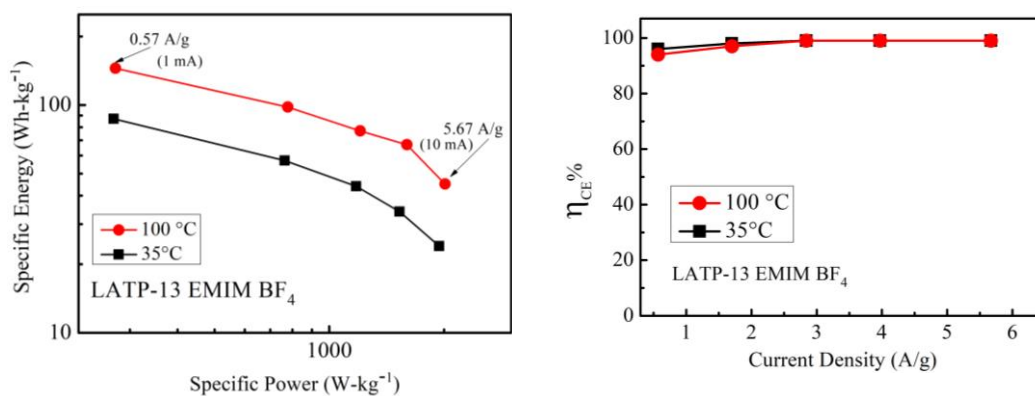 Specific Energy (Wh-kg⁻¹)
100
10
0.57 A/g
(1 mA)
5.67 A/g
(10 mA)
100 °C
35°C
LATP-13 EMIM BF₄
1000
Specific Power (W-kg⁻¹)
η_CE%
100
80
60
40
20
0
100 °C
35°C
LATP-13 EMIM BF₄
1 2 3 4 5 6
Current Density (A/g)